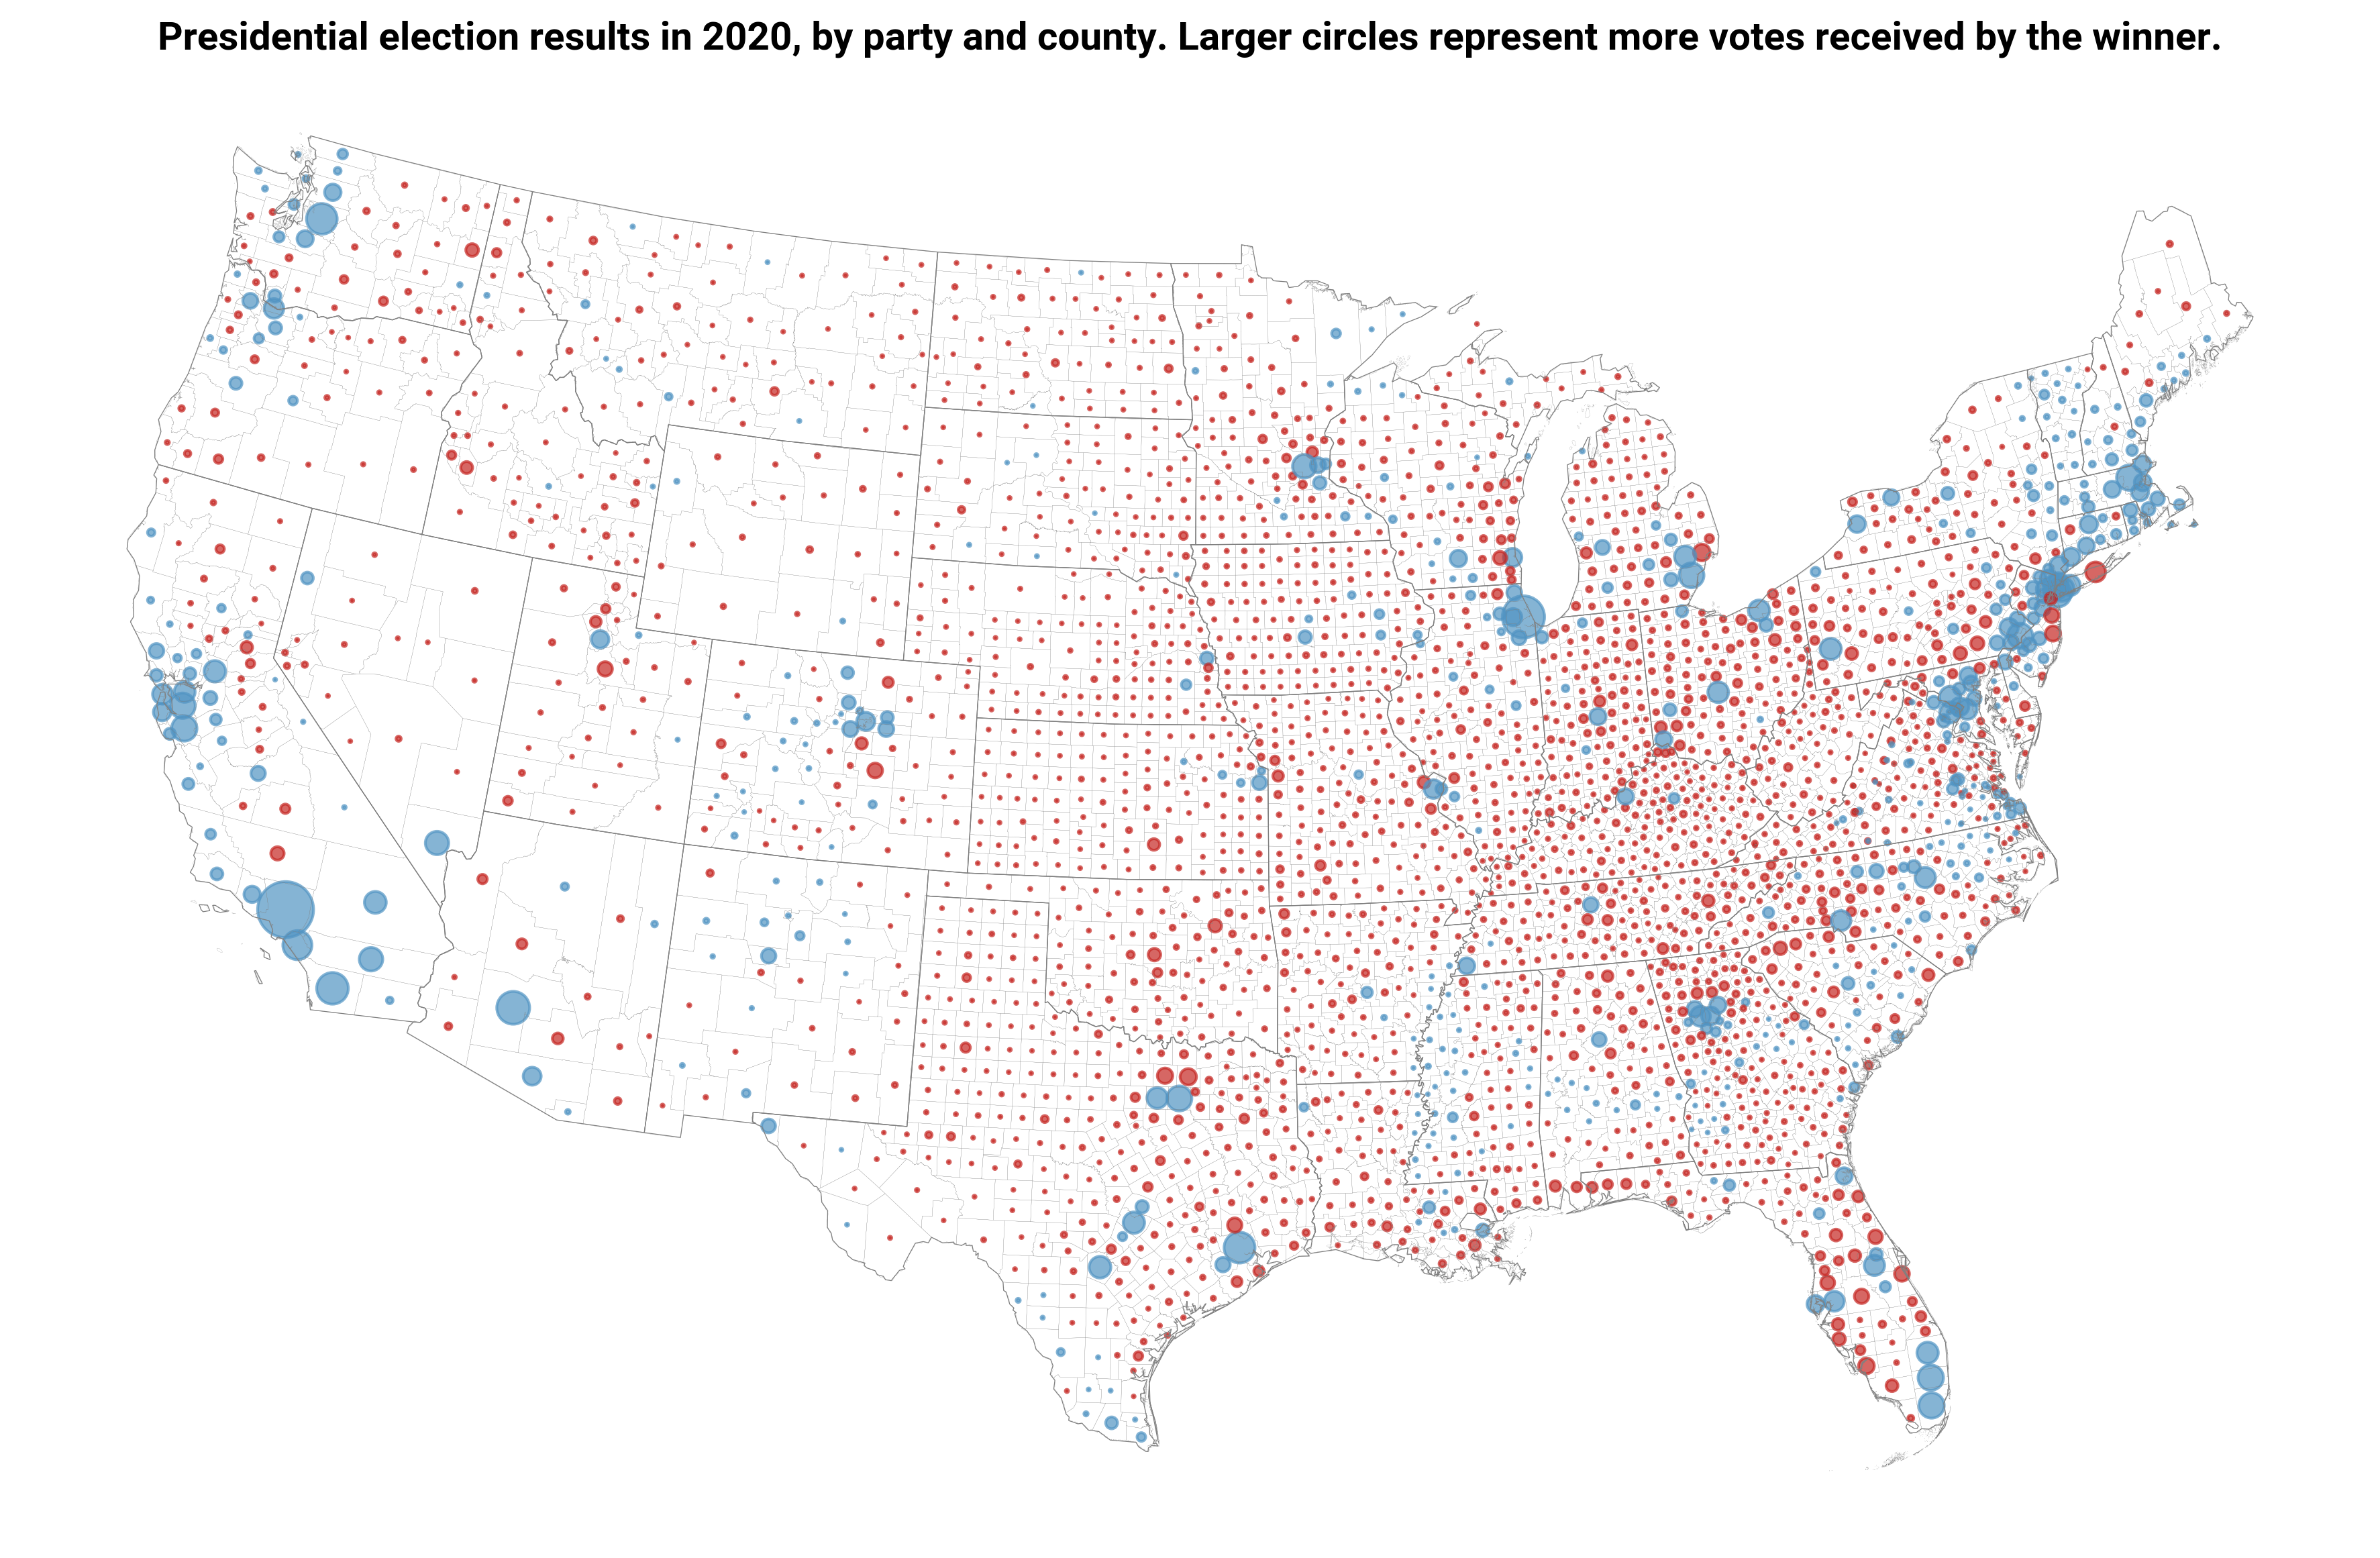 Presidential election results in 2020, by party and county. Larger circles represent more votes received by the winner.